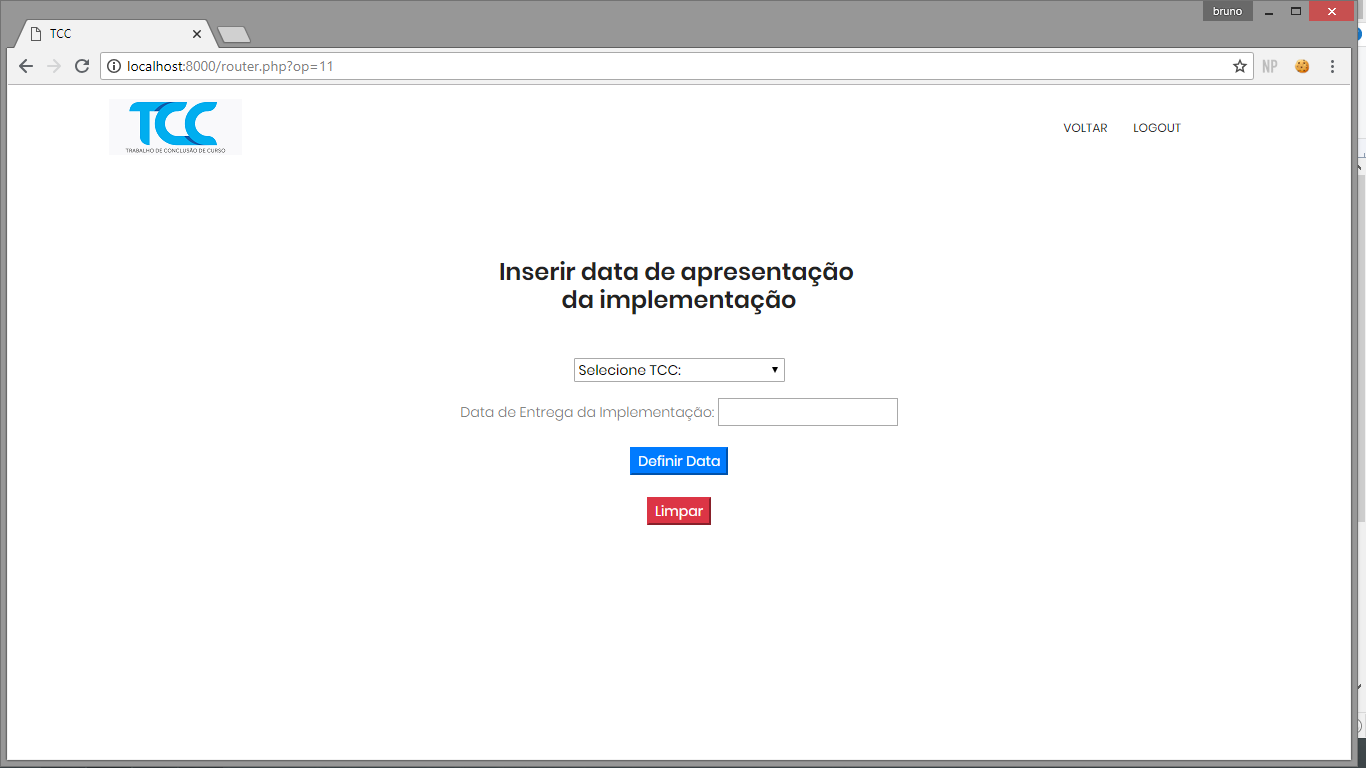 bruno
TCC
localhost:8000/router.php?op=11
NP
TCC
TRABALHO DE CONCLUSÃO DE CURSO
VOLTAR LOGOUT
Inserir data de apresentação
da implementação
Selecione TCC:
Data de Entrega da Implementação:
Definir Data
Limpar